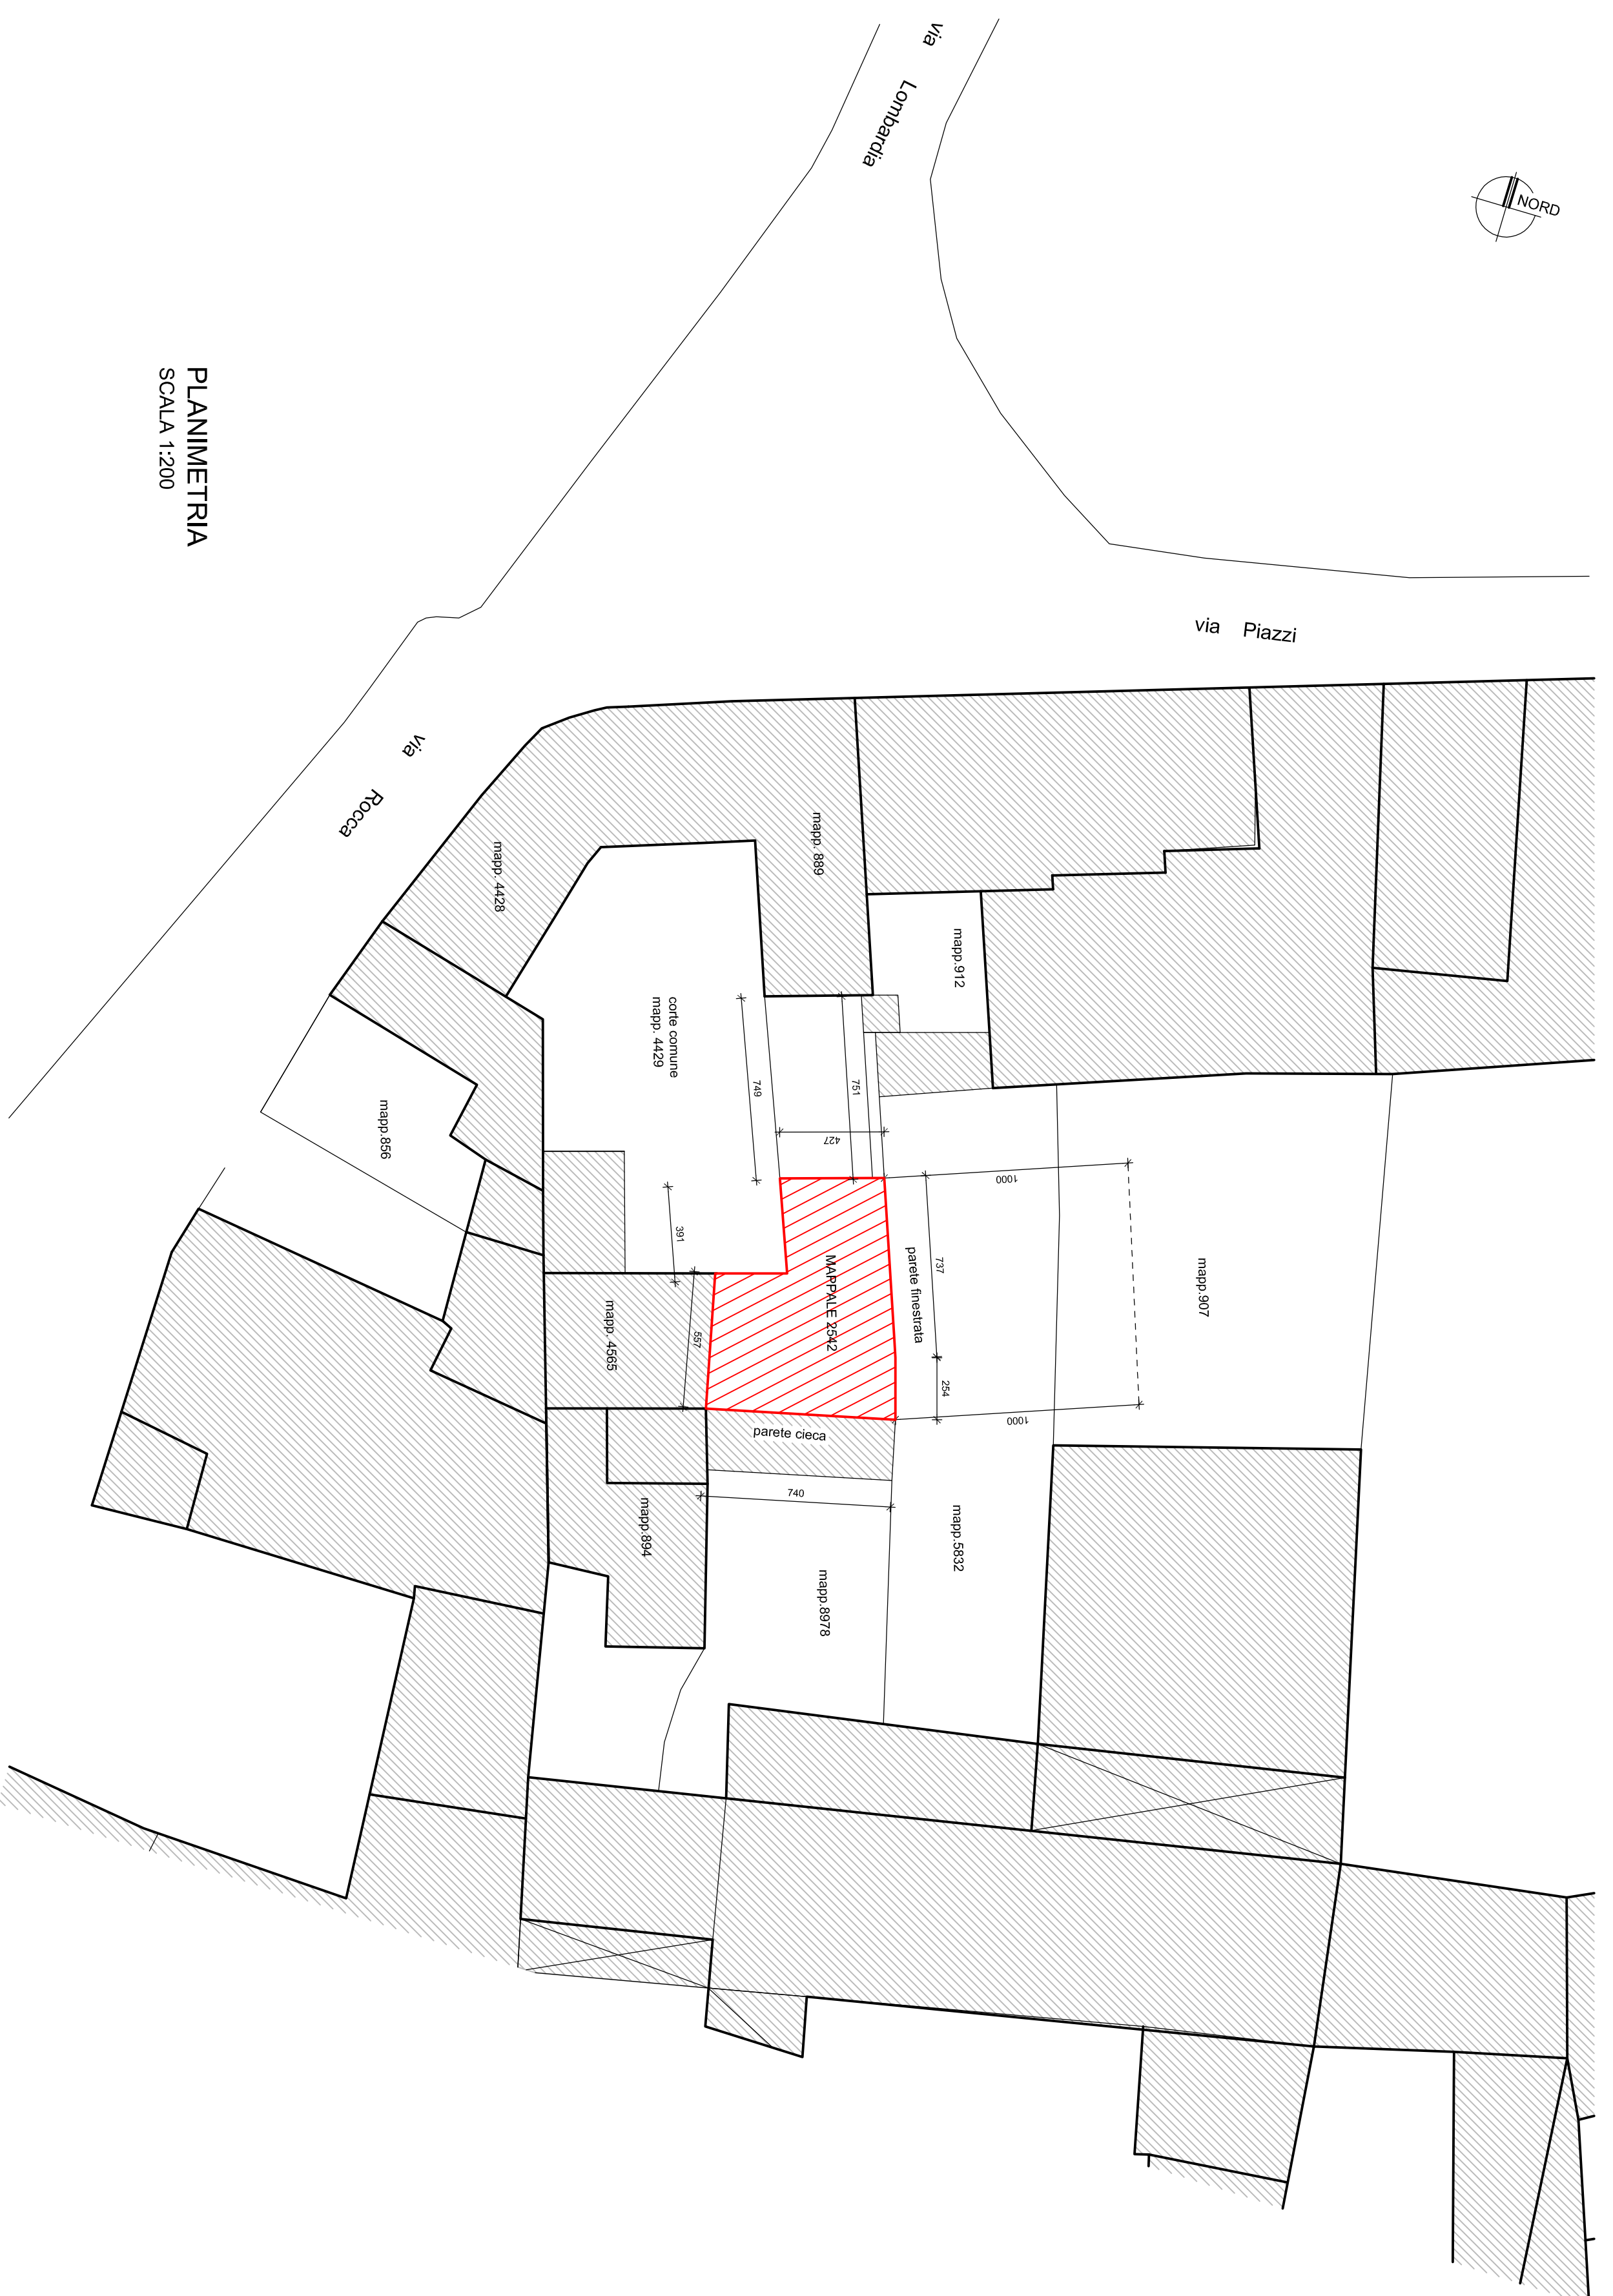 via Lombardia
NORD
PLANIMETRIA
SCALA 1:200
via Piazzi
via Rocca
mapp. 889
mapp. 4428
mapp.912
corte comune
mapp. 4429
749
751
427
mapp.856
1000
391
737
parete finestrata
MAPPALE 2542
mapp.907
mapp. 4565
557
254
1000
parete cieca
740
mapp.894
mapp.5832
mapp.8978